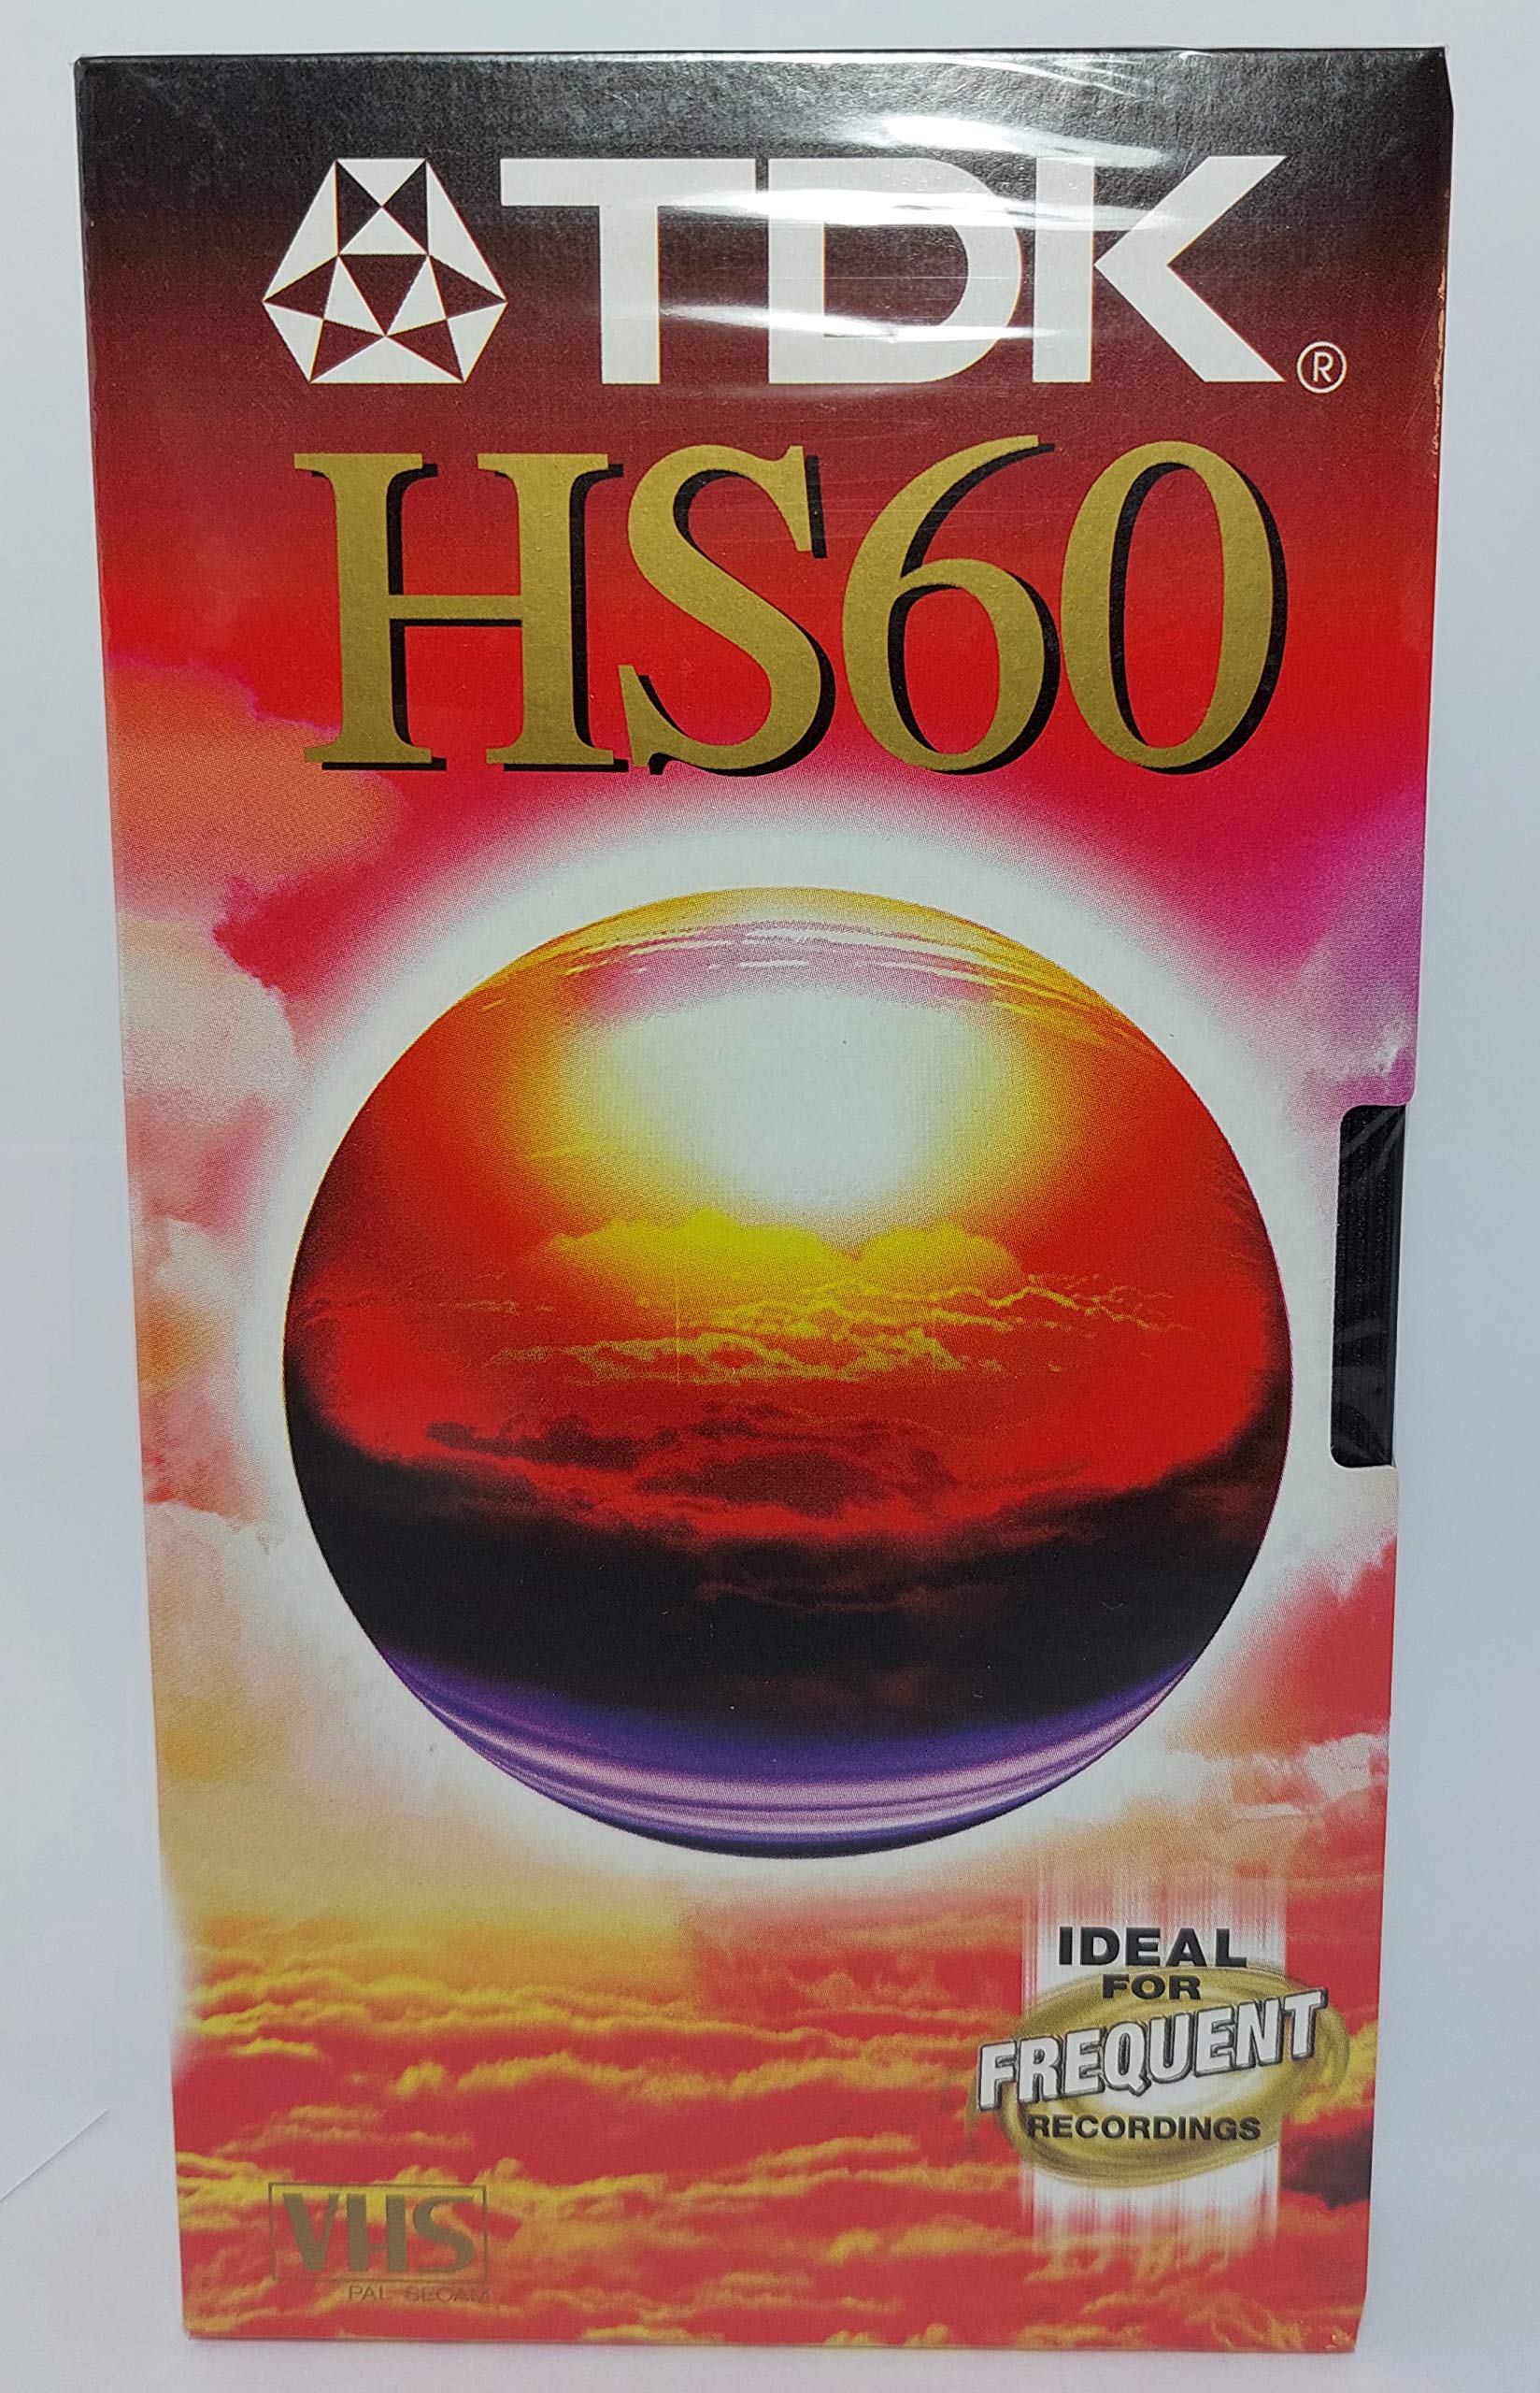 TDK®
HS60
IDEAL
FOR
FREQUENT
RECORDINGS
VHS
PAL SECAM